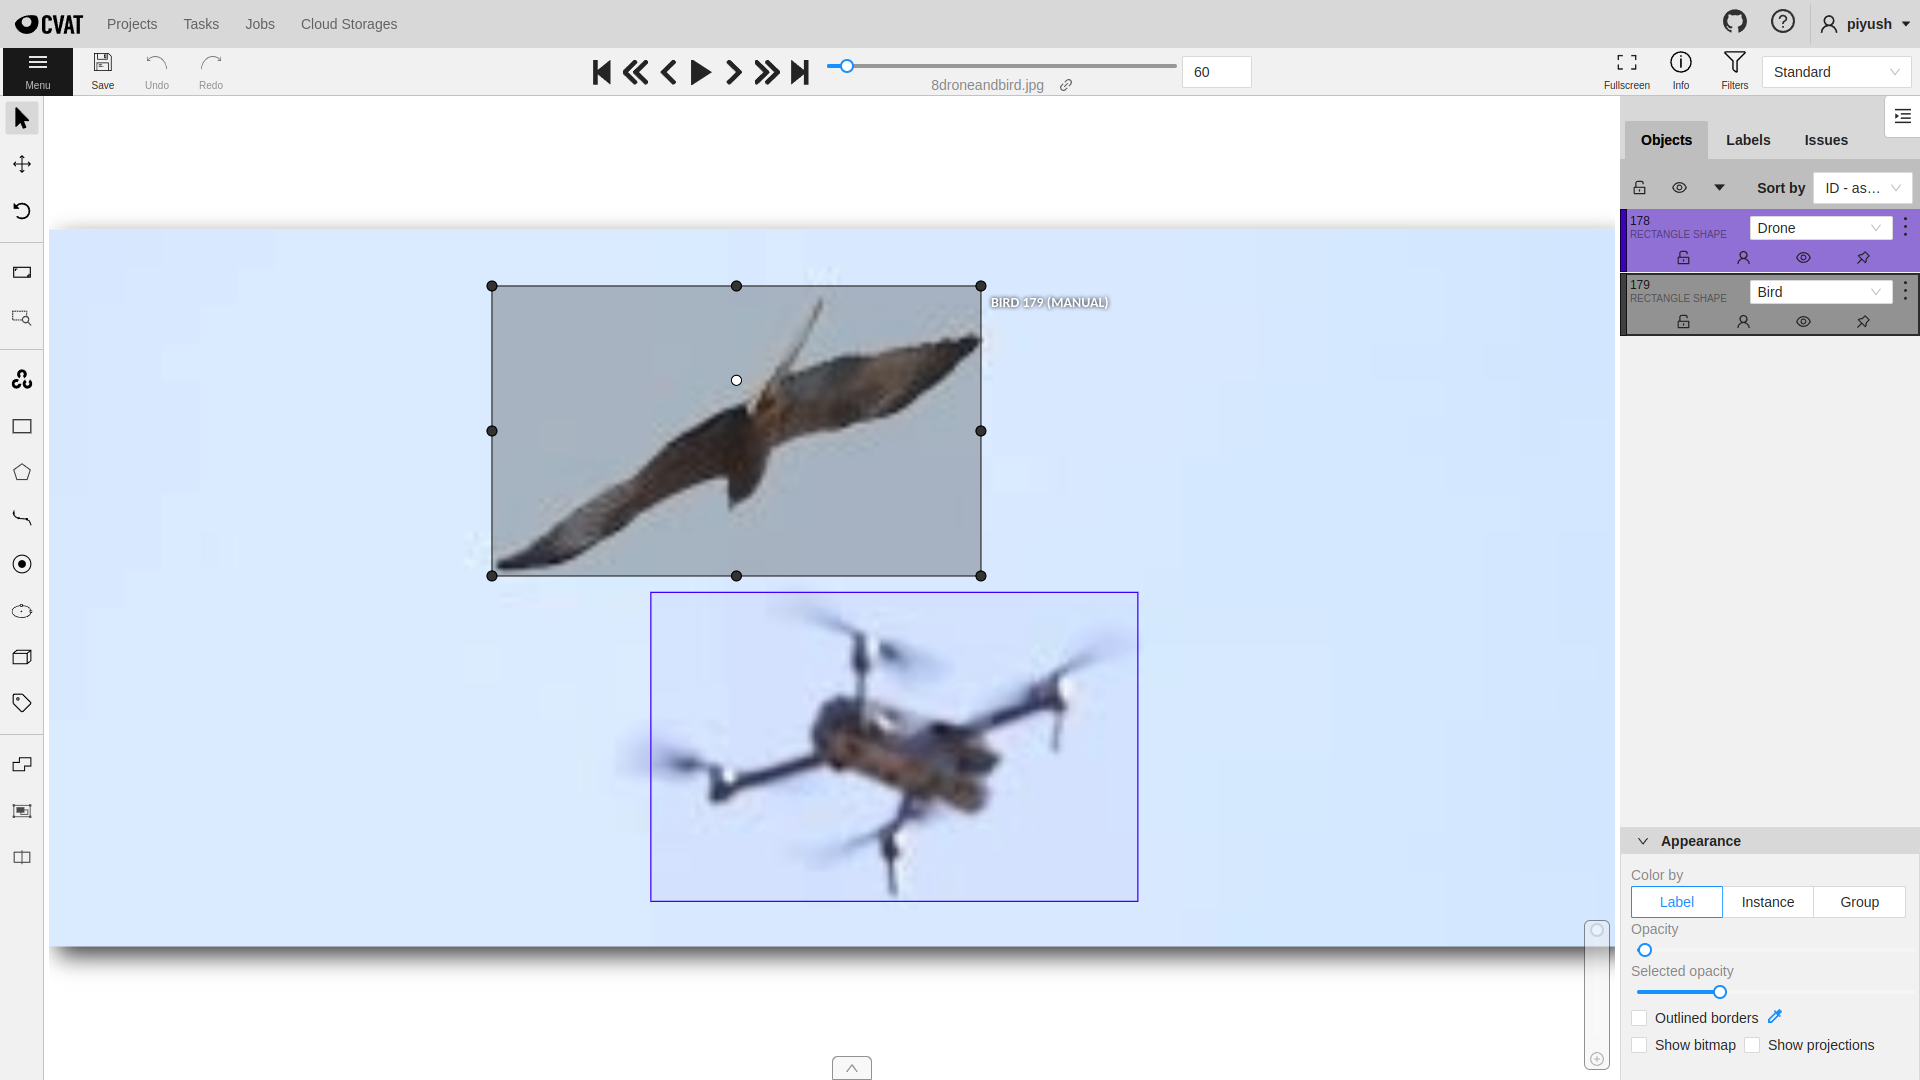 CVAT Projects Tasks Jobs Cloud Storages piyush
Menu Save Undo Redo 8droneandbird.jpg 60 Fullscreen Info Filters Standard
Objects Labels Issues
Sort by ID - as...
178
RECTANGLE SHAPE
Drone
179
RECTANGLE SHAPE
Bird
BIRD 179 (MANUAL)
Appearance
Color by
Label Instance Group
Opacity
Selected opacity
Outlined borders
Show bitmap Show projections